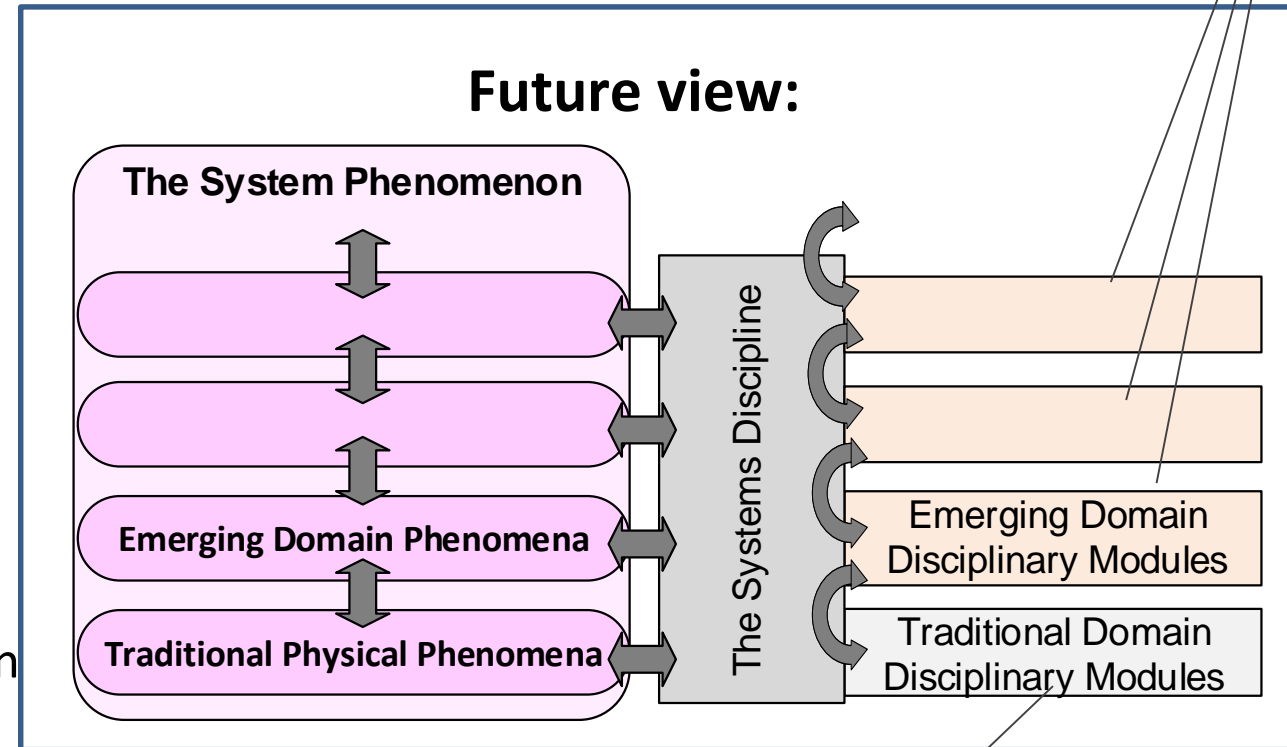 Future view:
The System Phenomenon
The Systems Discipline
Emerging Domain Phenomena
Emerging Domain
Disciplinary Modules
Traditional Physical Phenomena
Traditional Domain
Disciplinary Modules